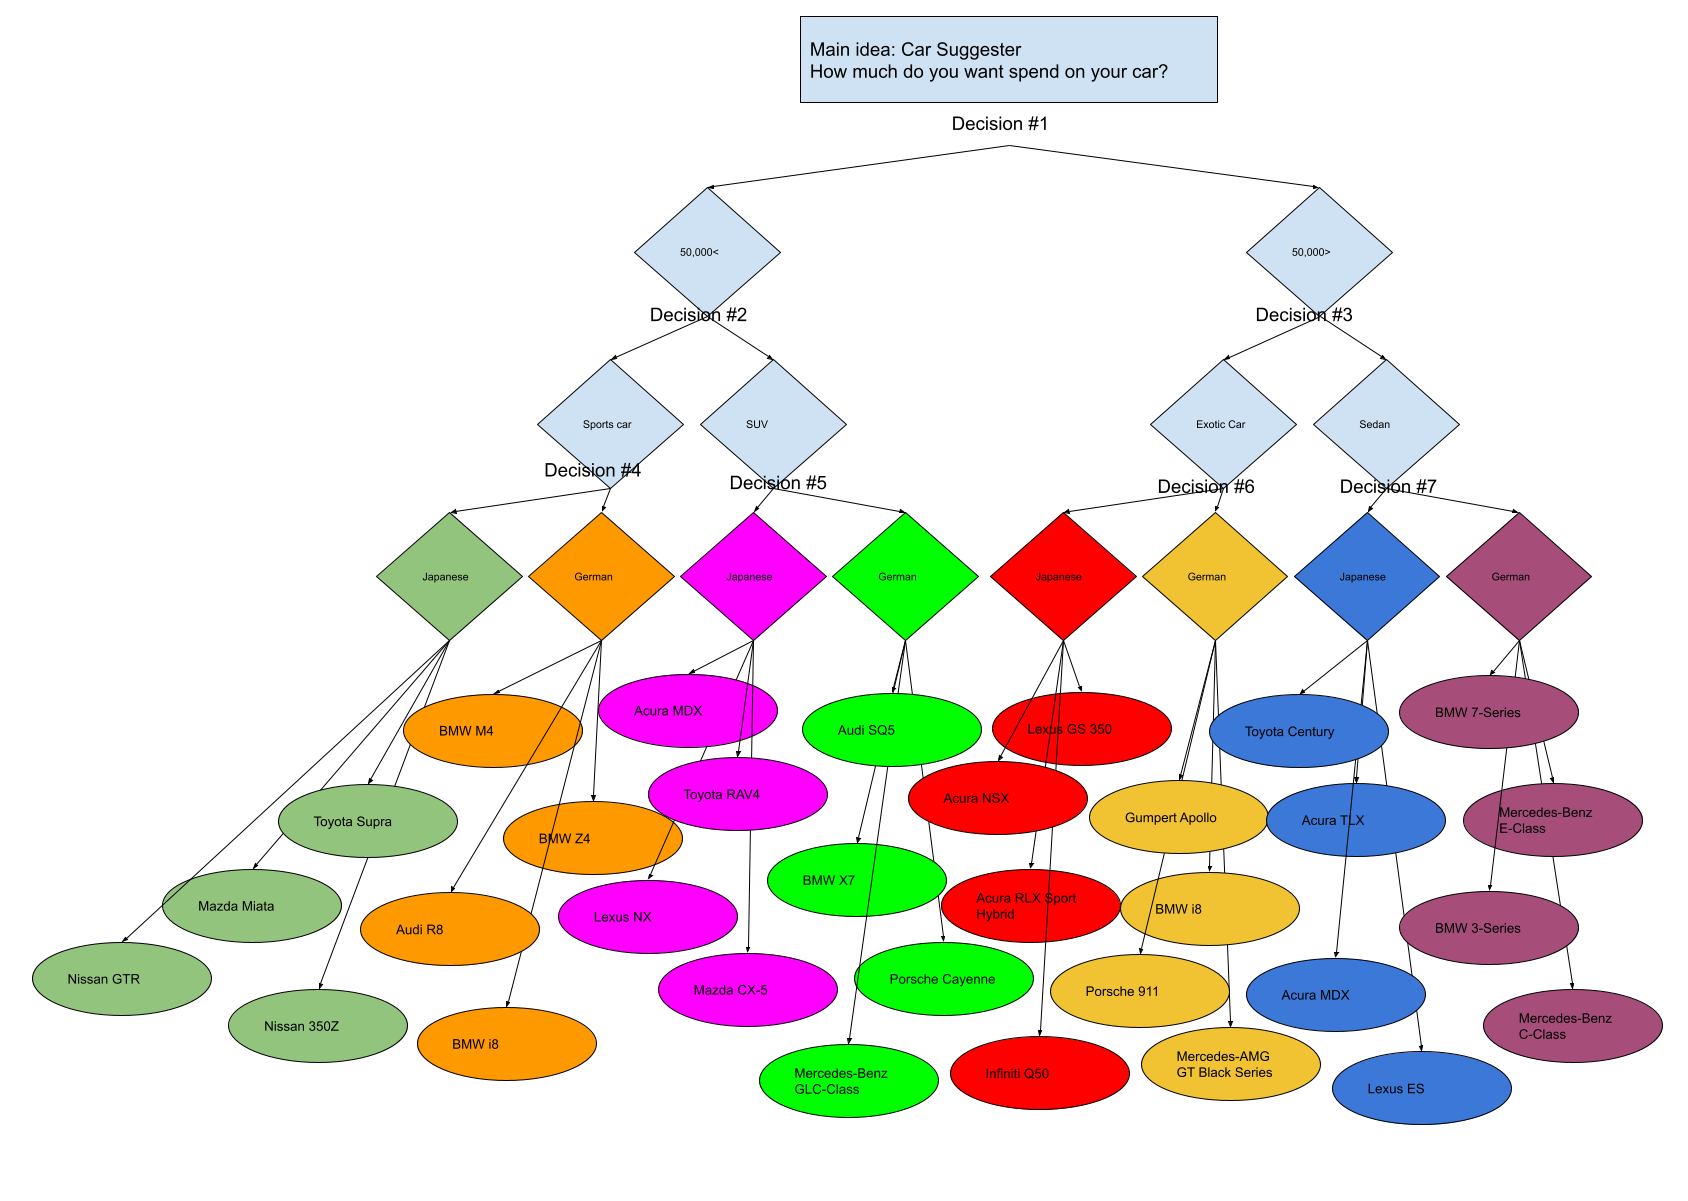 Main idea: Car Suggester
How much do you want spend on your car?
Decision #1
50,000<
50,000>
Decision #2
Decision #3
Sports car
SUV
Exotic Car
Sedan
Decision #4
Decision #5
Decision #6
Decision #7
Japanese
German
Japanese
German
Japanese
German
Japanese
German
Acura MDX
BMW 7-Series
BMW M4
Audi SQ5
Lexus GS 350
Toyota Century
Toyota RAV4
Acura NSX
Toyota Supra
Gumpert Apollo
Acura TLX
Mercedes-Benz
E-Class
BMW Z4
BMW X7
Mazda Miata
Lexus NX
Acura RLX Sport
Hybrid
BMW i8
Audi R8
BMW 3-Series
Nissan GTR
Mazda CX-5
Porsche Cayenne
Porsche 911
Acura MDX
Nissan 350Z
BMW i8
Mercedes-Benz
GLC-Class
Infiniti Q50
Mercedes-AMG
GT Black Series
Lexus ES
Mercedes-Benz
C-Class